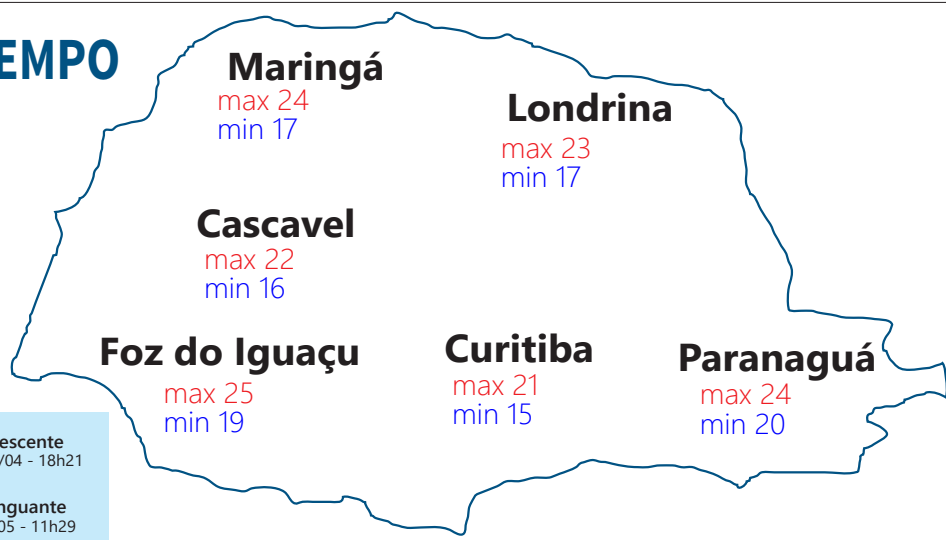 EMPO
Maringá
max 24
min 17
Londrina
max 23
min 17
Cascavel
max 22
min 16
Foz do Iguaçu
max 25
min 19
Curitiba
max 21
min 15
Paranaguá
max 24
min 20
escente
/04 - 18h21
nguante
05 - 11h29